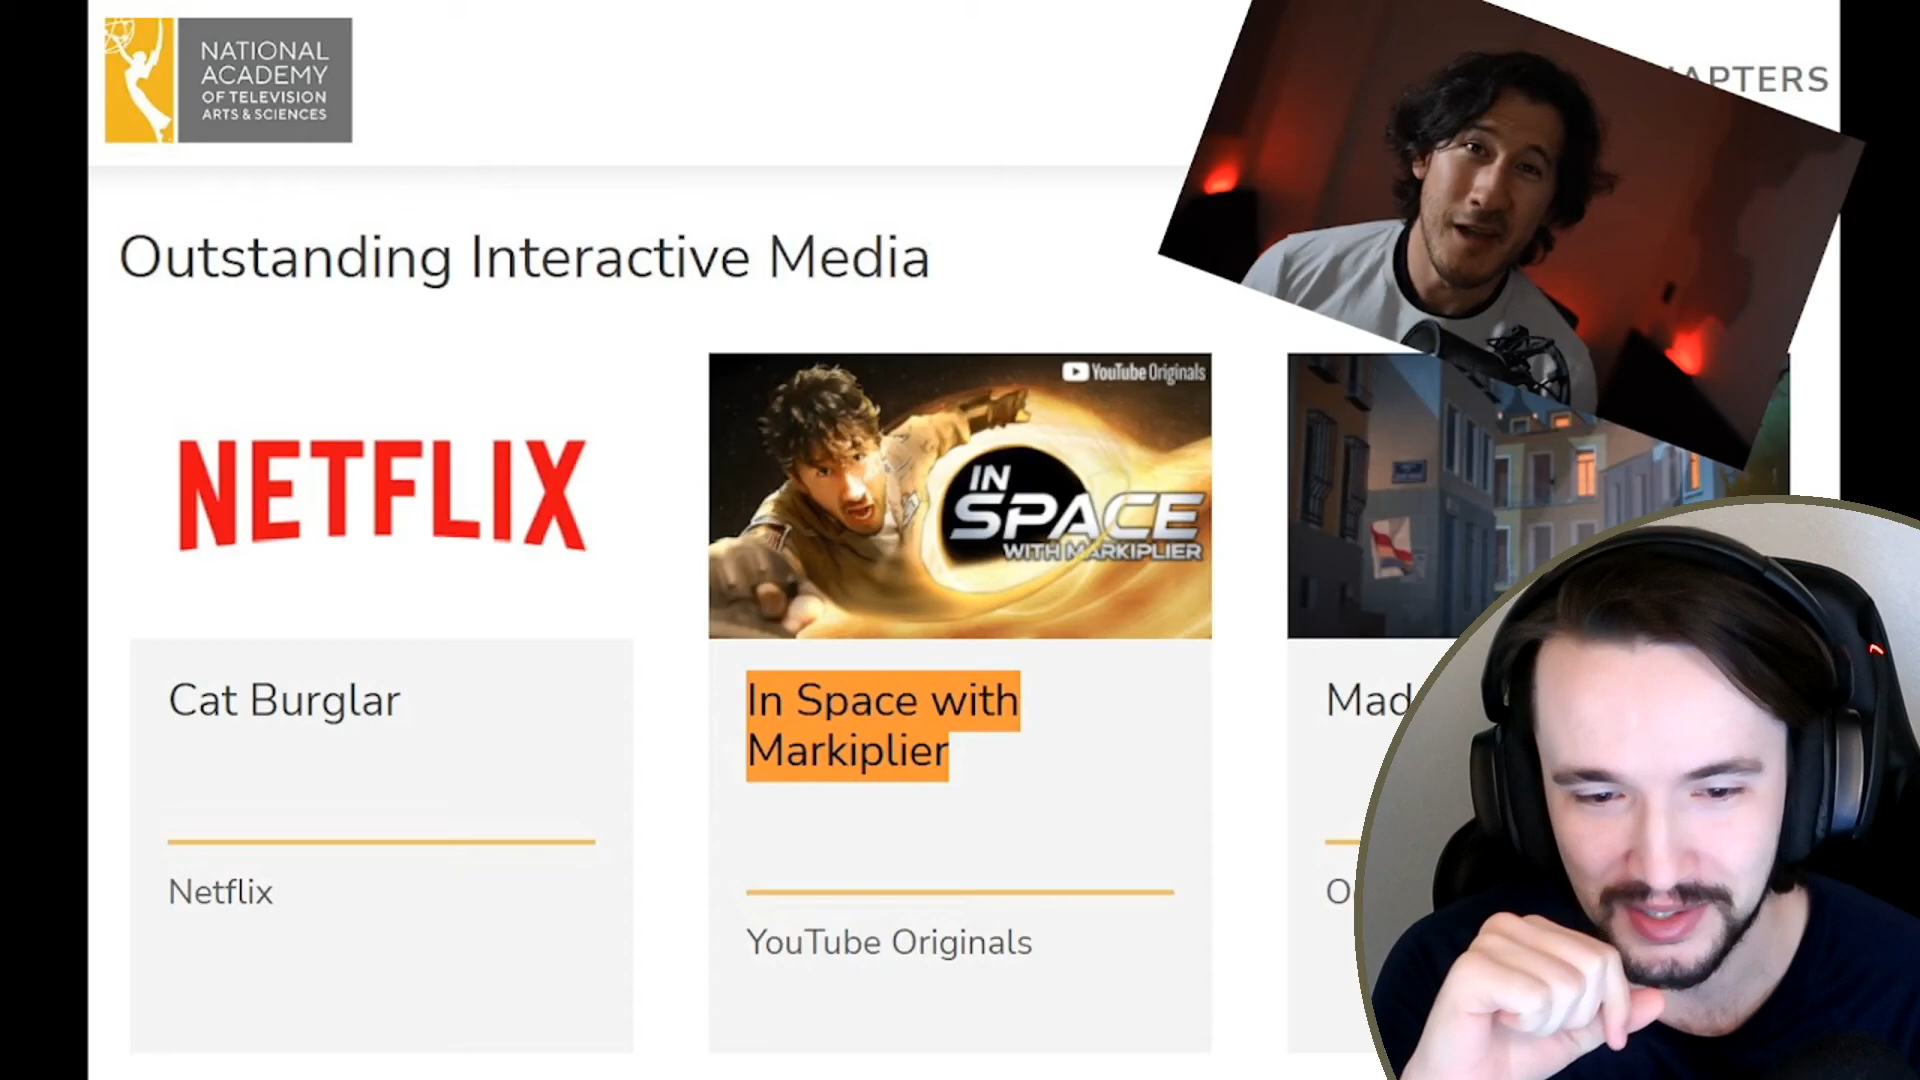 NATIONAL
ACADEMY
OF TELEVISION
ARTS & SCIENCES
APTERS
Outstanding Interactive Media
YouTube Originals
NETFLIX
IN
SPACE
WITH MARKIPLIER
Cat Burglar
In Space with
Markiplier
Mad
Netflix
YouTube Originals